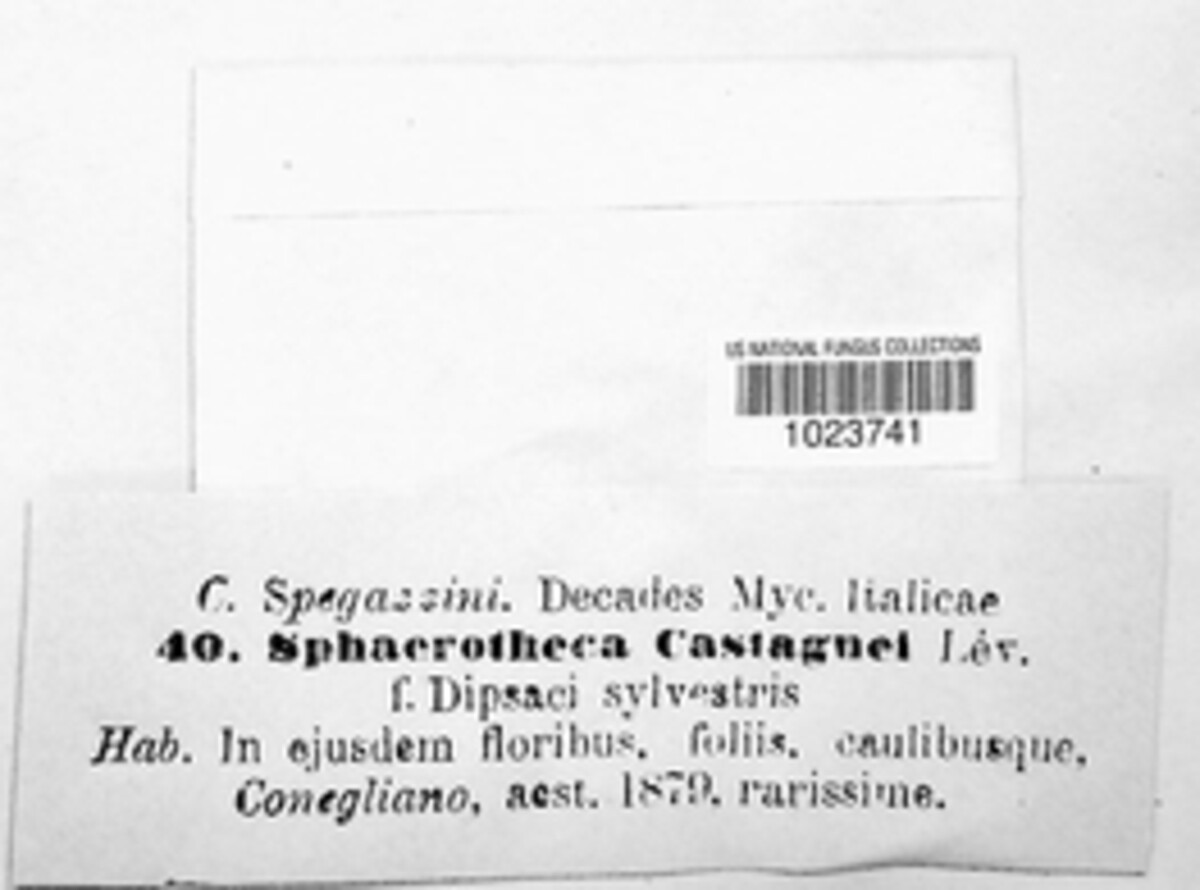 US NATIONAL FUNGUS COLLECTIONS
1023741
C. Spegazzini. Decades Myc. Italicae
40. Sphaerotheca Castagnei Lév.
f. Dipsaci sylvestris
Hab. In ejusdem floribus, foliis, caulibusque,
Conegliano, aest. 1879. rarissime.